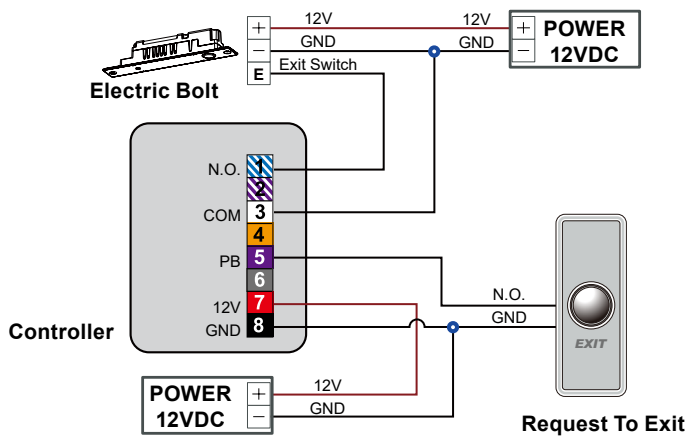 + 12V 12V + POWER
− GND GND − 12VDC
E Exit Switch
Electric Bolt
N.O. 1
2
COM 3
4
PB 5
6
12V 7
GND 8
Controller
N.O.
GND
EXIT
POWER + 12V
12VDC − GND
Request To Exit